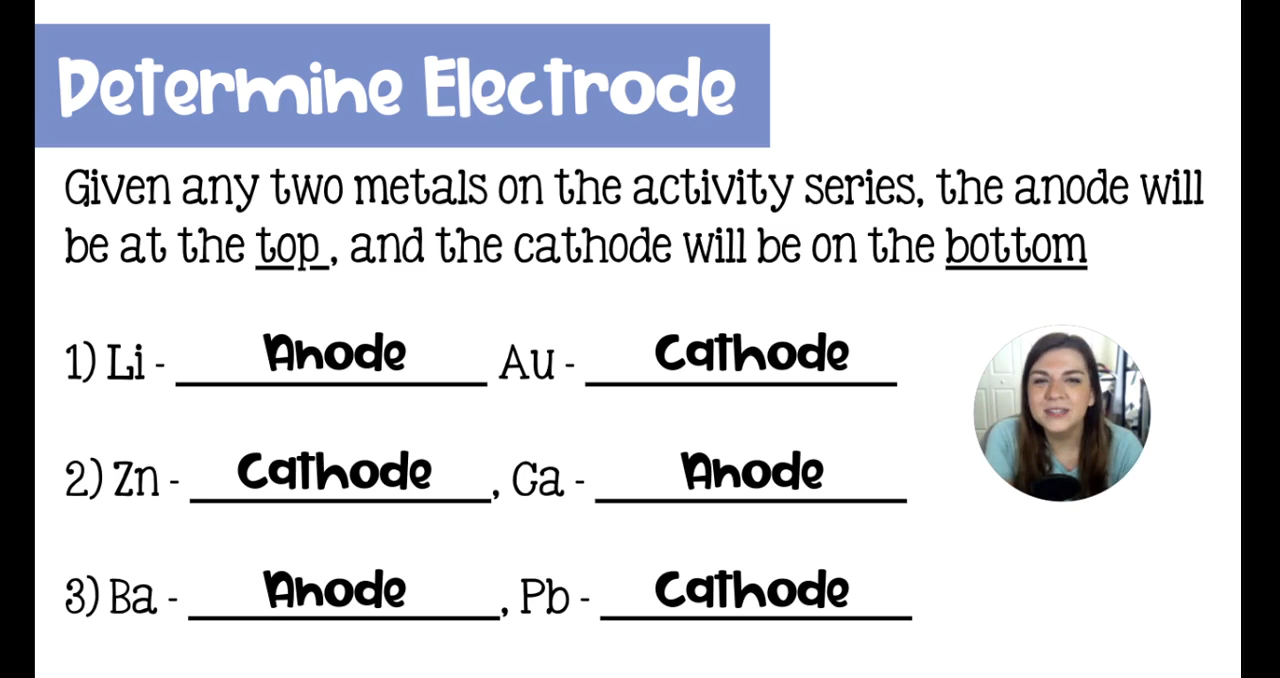 Determine Electrode
Given any two metals on the activity series, the anode will
be at the top , and the cathode will be on the bottom
1) Li - Anode Au - Cathode
2) Zn - Cathode, Ca - Anode
3) Ba - Anode, Pb - Cathode